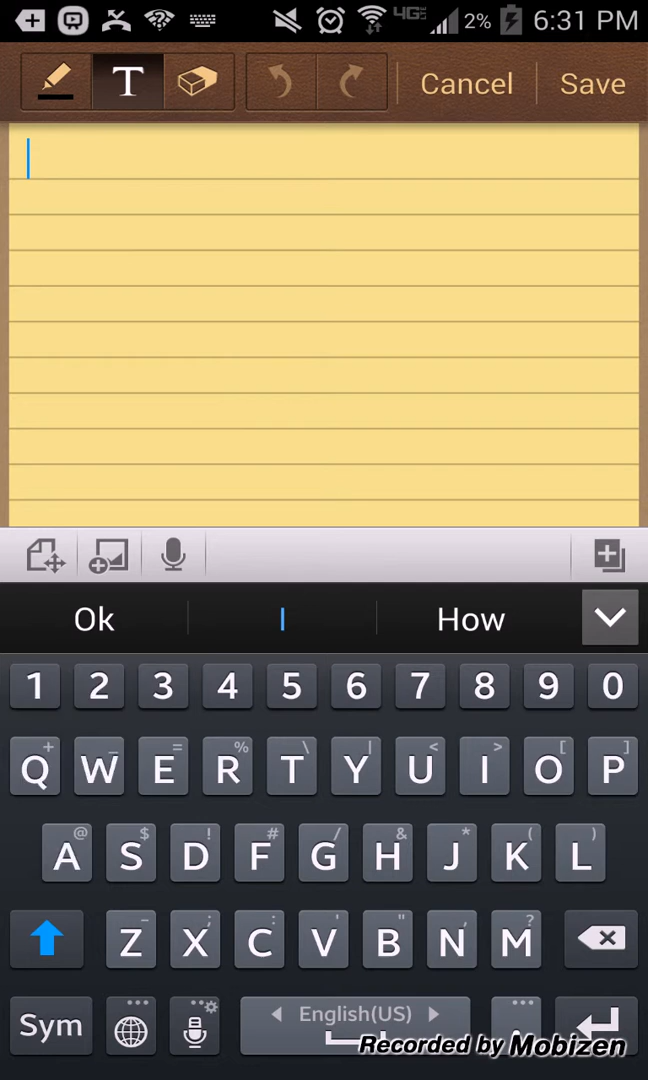 4G 2% 6:31 PM
T Cancel Save
Ok I How
1 2 3 4 5 6 7 8 9 0
+ _ = % \ | < > [ ]
Q W E R T Y U I O P
@ $ ! # / & * ( )
A S D F G H J K L
- ; : ' " , ?
Z X C V B N M
Sym English(US)
Recorded by Mobizen